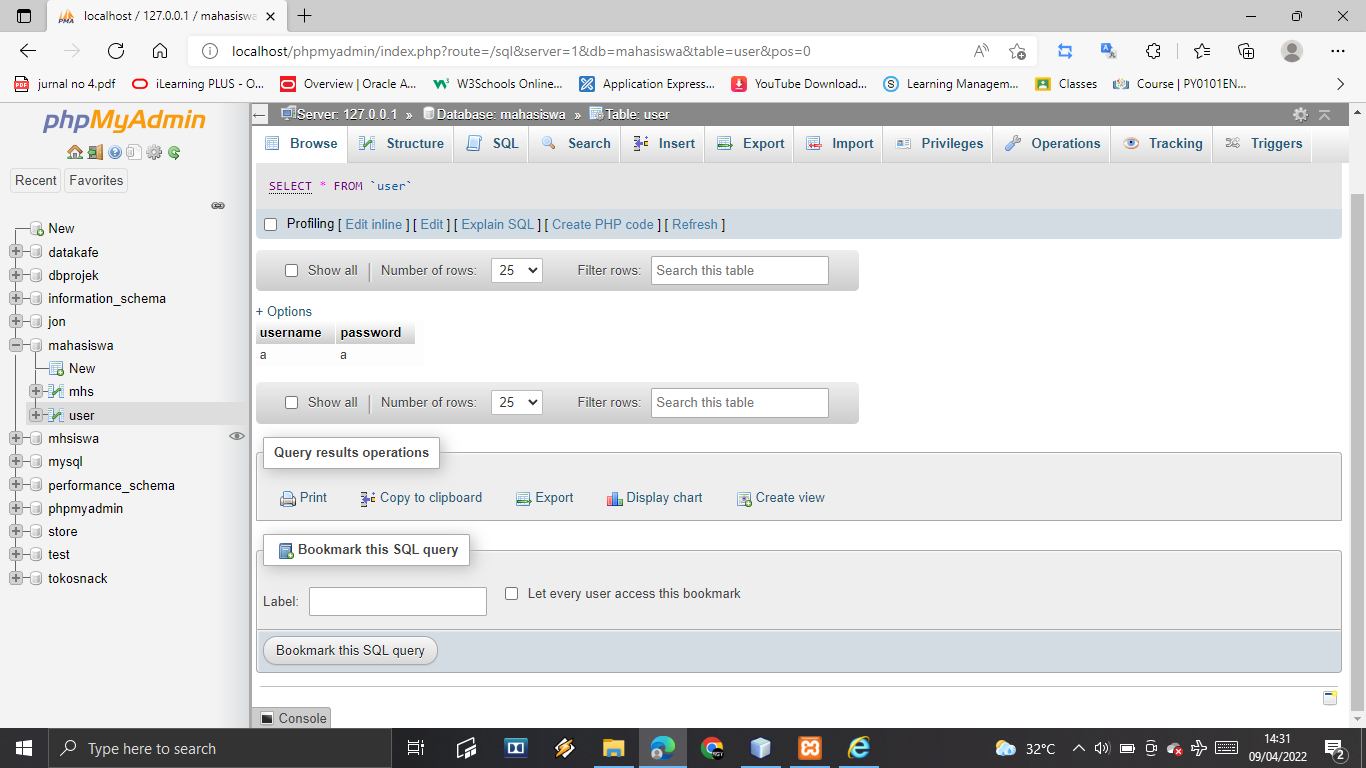 localhost / 127.0.0.1 / mahasiswa
localhost/phpmyadmin/index.php?route=/sql&server=1&db=mahasiswa&table=user&pos=0
jurnal no 4.pdf
iLearning PLUS - O...
Overview | Oracle A...
W3Schools Online...
Application Express...
YouTube Download...
Learning Managem...
Classes
Course | PY0101EN...
phpMyAdmin
Recent Favorites
New
datakafe
dbprojek
information_schema
jon
mahasiswa
New
mhs
user
mhsiswa
mysql
performance_schema
phpmyadmin
store
test
tokosnack
Server: 127.0.0.1 » Database: mahasiswa » Table: user
Browse Structure SQL Search Insert Export Import Privileges Operations Tracking Triggers
SELECT * FROM `user`
Profiling [ Edit inline ] [ Edit ] [ Explain SQL ] [ Create PHP code ] [ Refresh ]
Show all | Number of rows: 25 Filter rows: Search this table
+ Options
username password
a a
Show all | Number of rows: 25 Filter rows: Search this table
Query results operations
Print Copy to clipboard Export Display chart Create view
Bookmark this SQL query
Label: Let every user access this bookmark
Bookmark this SQL query
Console
Type here to search
32°C
14:31
09/04/2022
2